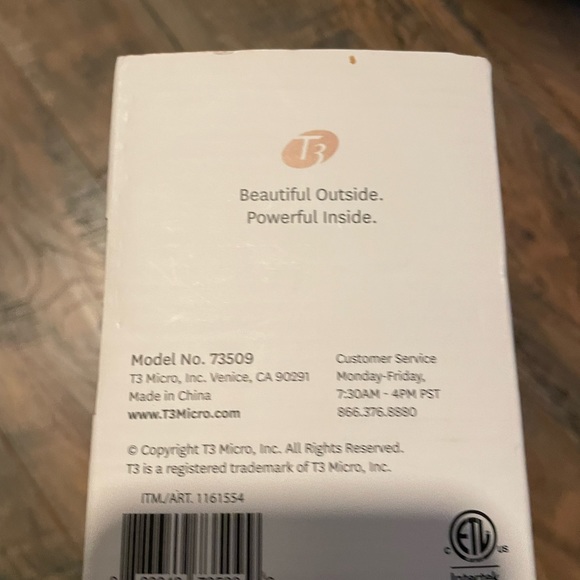 T3
Beautiful Outside.
Powerful Inside.
Model No. 73509
T3 Micro, Inc. Venice, CA 90291
Made in China
www.T3Micro.com
Customer Service
Monday-Friday,
7:30AM - 4PM PST
866.376.8880
© Copyright T3 Micro, Inc. All Rights Reserved.
T3 is a registered trademark of T3 Micro, Inc.
ITM./ART. 1161554
ETL
C US
Intertek